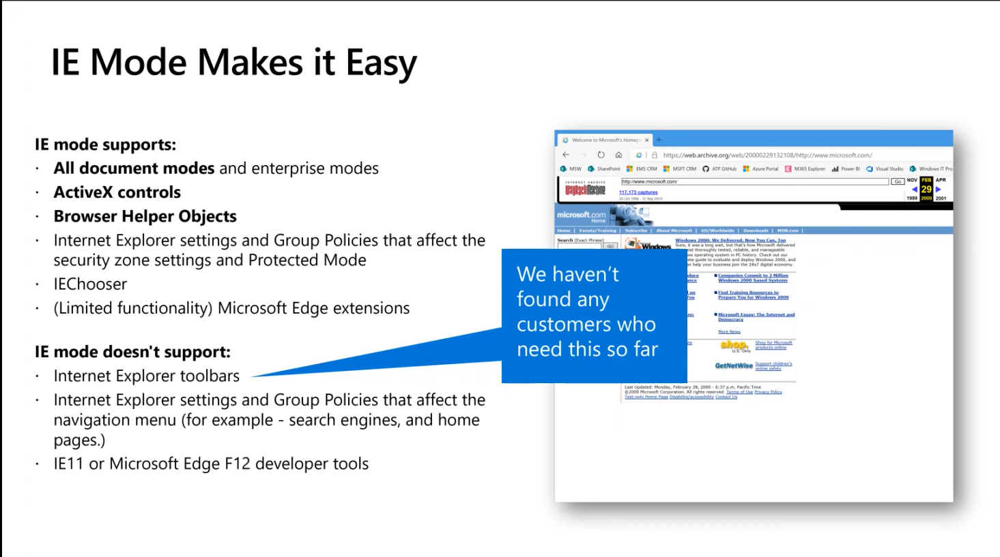 IE Mode Makes it Easy
IE mode supports:
· All document modes and enterprise modes
· ActiveX controls
· Browser Helper Objects
· Internet Explorer settings and Group Policies that affect the
security zone settings and Protected Mode
· IEChooser
· (Limited functionality) Microsoft Edge extensions
IE mode doesn't support:
· Internet Explorer toolbars
· Internet Explorer settings and Group Policies that affect the
navigation menu (for example - search engines, and home
pages.)
· IE11 or Microsoft Edge F12 developer tools
We haven't
found any
customers who
need this so far
Welcome to Microsoft's Homep
https://web.archive.org/web/20000229132108/http://www.microsoft.com/
MSW SharePoint EMS CRM MSFT CRM ATP GitHub Azure Portal M365 Explorer Power BI Visual Studio Windows IT Pro
INTERNET ARCHIVE
WayBackMachine
http://www.microsoft.com/
Go
NOV FEB APR
117,173 captures
29
20 Oct 1996 - 12 Sep 2019
1999 2000 2001
microsoft.com
Home
Home | Events/Training | Subscribe | About Microsoft | US/Worldwide | Downloads | MSN.com |
Search (Exact Phrase)
GO
Windows
Windows 2000: We Delivered, Now You Can, Too
Sure, it was a long wait, but that's how Microsoft delivered
ost thoroughly tested, reliable, and manageable
ess operating system in PC history. Check out our
ete guide to evaluate and deploy Windows 2000, and
n help your business join the 24x7 digital economy.
Companies Commit to 2 Million
Windows 2000-based Systems
Find Training Resources to
Prepare You for Windows 2000
Microsoft Essay: The Internet and
Democracy
More News
shop.
U.S. Only
Shop for Microsoft
products online
GetNetWise
Support children's
online safety
Last Updated: Monday, February 28, 2000 - 6:37 p.m. Pacific Time
©2000 Microsoft Corporation. All rights reserved. Terms of Use Privacy Policy
Text-only Home Page Disability/accessibility Contact Us